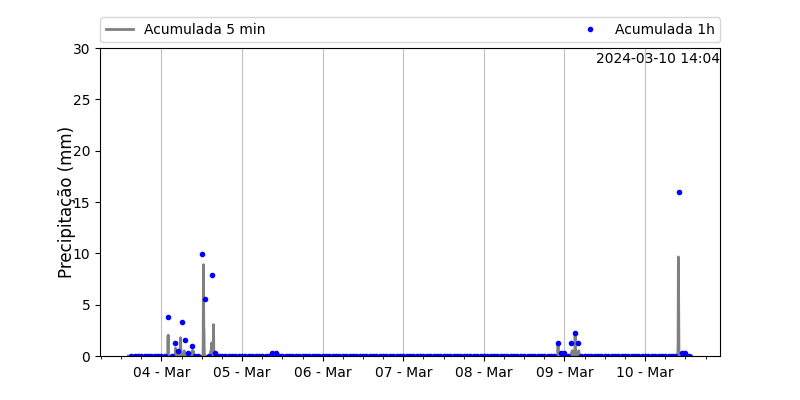 Acumulada 5 min
Acumulada 1h
2024-03-10 14:04
Precipitação (mm)
30
25
20
15
10
5
0
04 - Mar
05 - Mar
06 - Mar
07 - Mar
08 - Mar
09 - Mar
10 - Mar